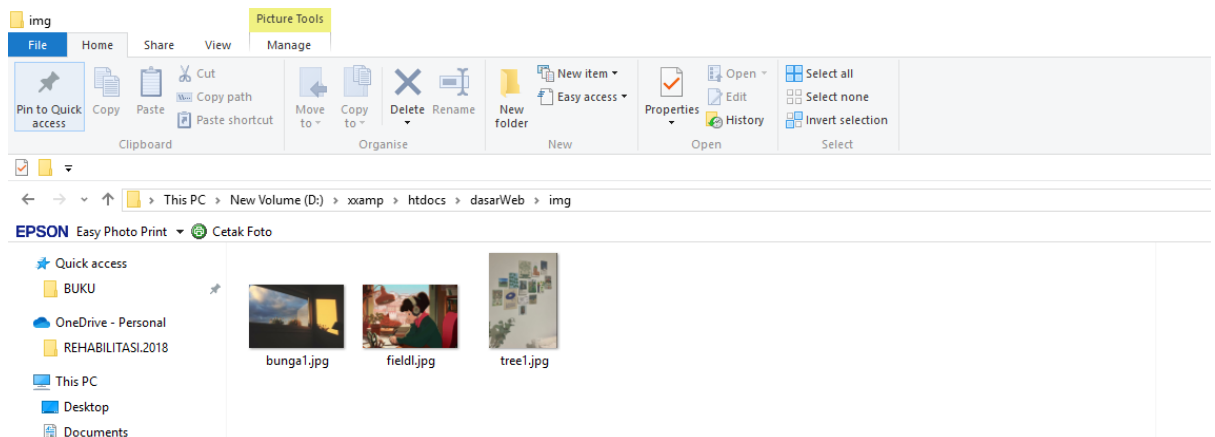 img
Picture Tools
File Home Share View Manage
Pin to Quick access
Copy
Paste
Cut
Copy path
Paste shortcut
Clipboard
Move to
Copy to
Delete
Rename
Organise
New folder
New item
Easy access
New
Properties
Open
Edit
History
Open
Select all
Select none
Invert selection
Select
This PC > New Volume (D:) > xxamp > htdocs > dasarWeb > img
EPSON Easy Photo Print Cetak Foto
Quick access
BUKU
OneDrive - Personal
REHABILITASI.2018
This PC
Desktop
Documents
bunga1.jpg
fieldl.jpg
tree1.jpg